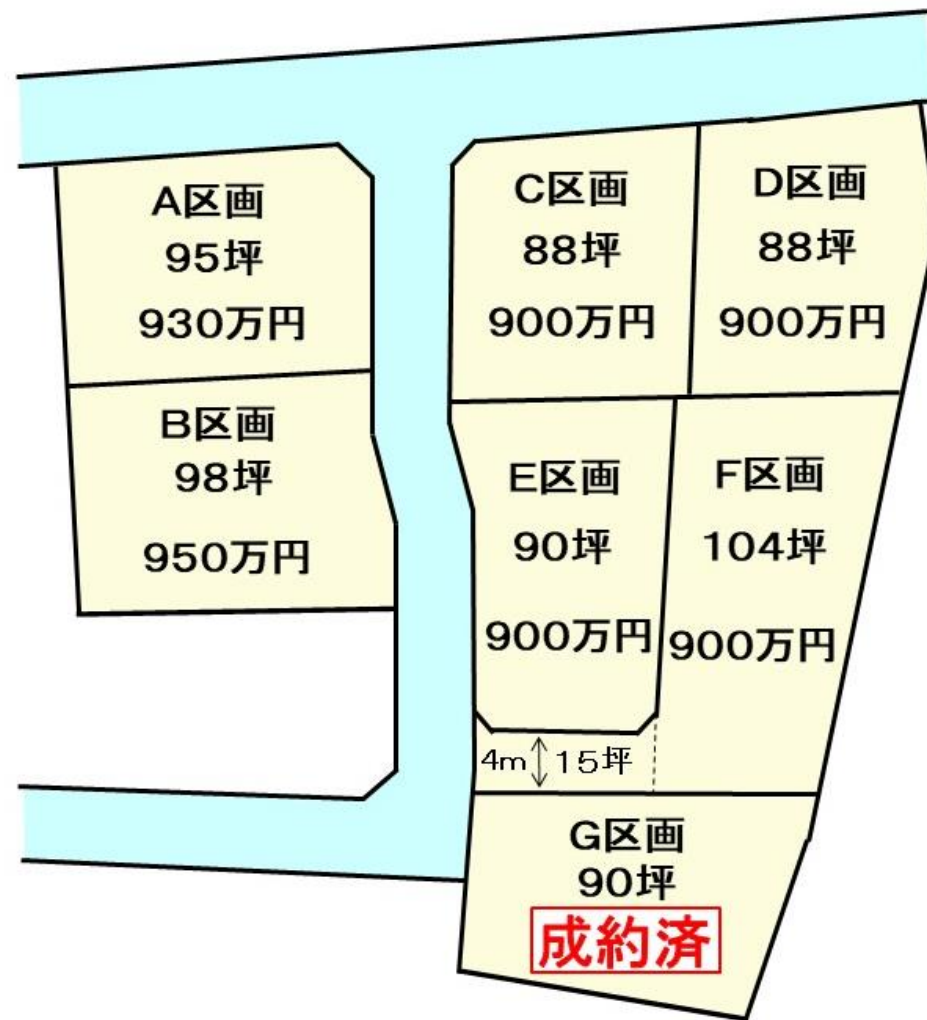 A区画
95坪
930万円
B区画
98坪
950万円
C区画
88坪
900万円
D区画
88坪
900万円
E区画
90坪
900万円
F区画
104坪
900万円
4m 15坪
G区画
90坪
成約済